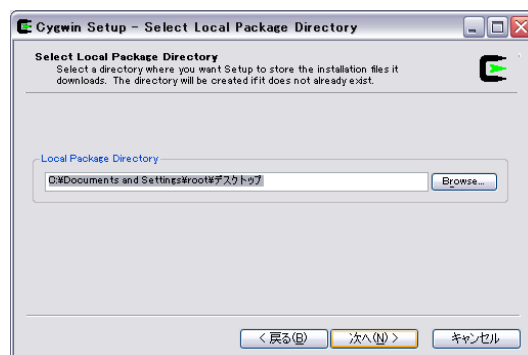 Cygwin Setup - Select Local Package Directory
Select Local Package Directory
Select a directory where you want Setup to store the installation files it
downloads. The directory will be created if it does not already exist.
Local Package Directory
C:¥Documents and Settings¥root¥デスクトップ
Browse...
< 戻る(B)
次へ(N) >
キャンセル